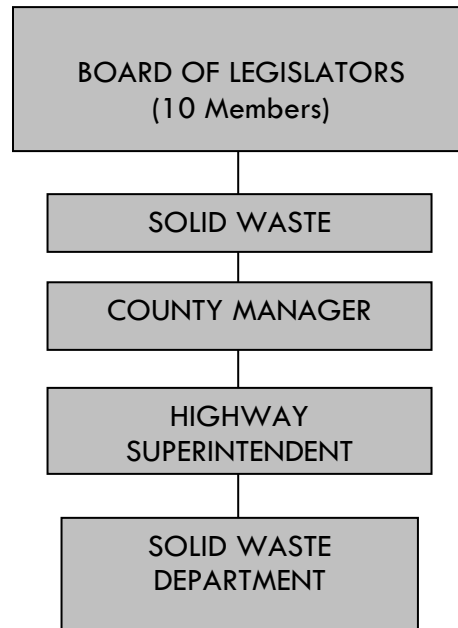 BOARD OF LEGISLATORS
(10 Members)
SOLID WASTE
COUNTY MANAGER
HIGHWAY
SUPERINTENDENT
SOLID WASTE
DEPARTMENT